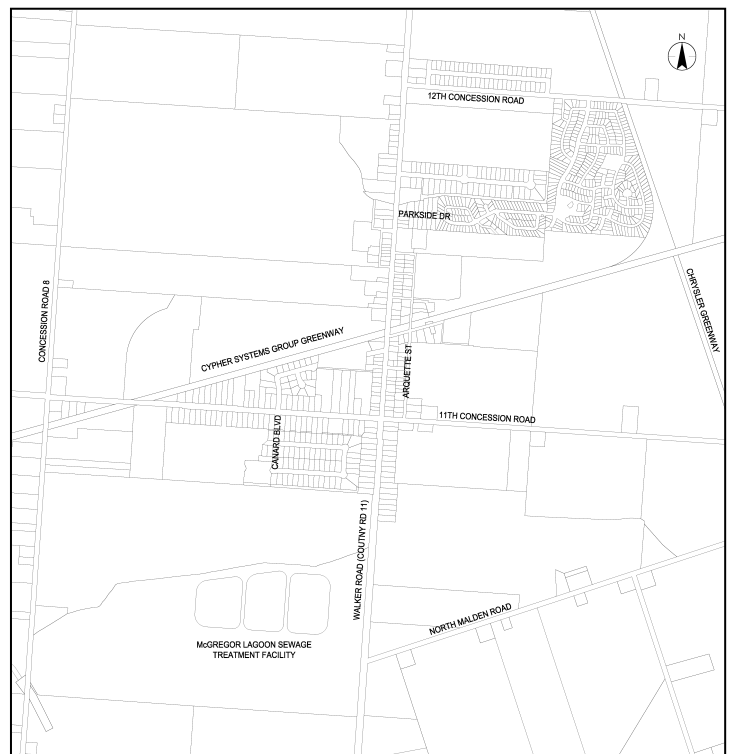 N
12TH CONCESSION ROAD
PARKSIDE DR
CHRYSLER GREENWAY
CONCESSION ROAD 8
CYPHER SYSTEMS GROUP GREENWAY
ARQUETTE ST
11TH CONCESSION ROAD
CANARD BLVD
WALKER ROAD (COUTNY RD 11)
NORTH MALDEN ROAD
McGREGOR LAGOON SEWAGE
TREATMENT FACILITY